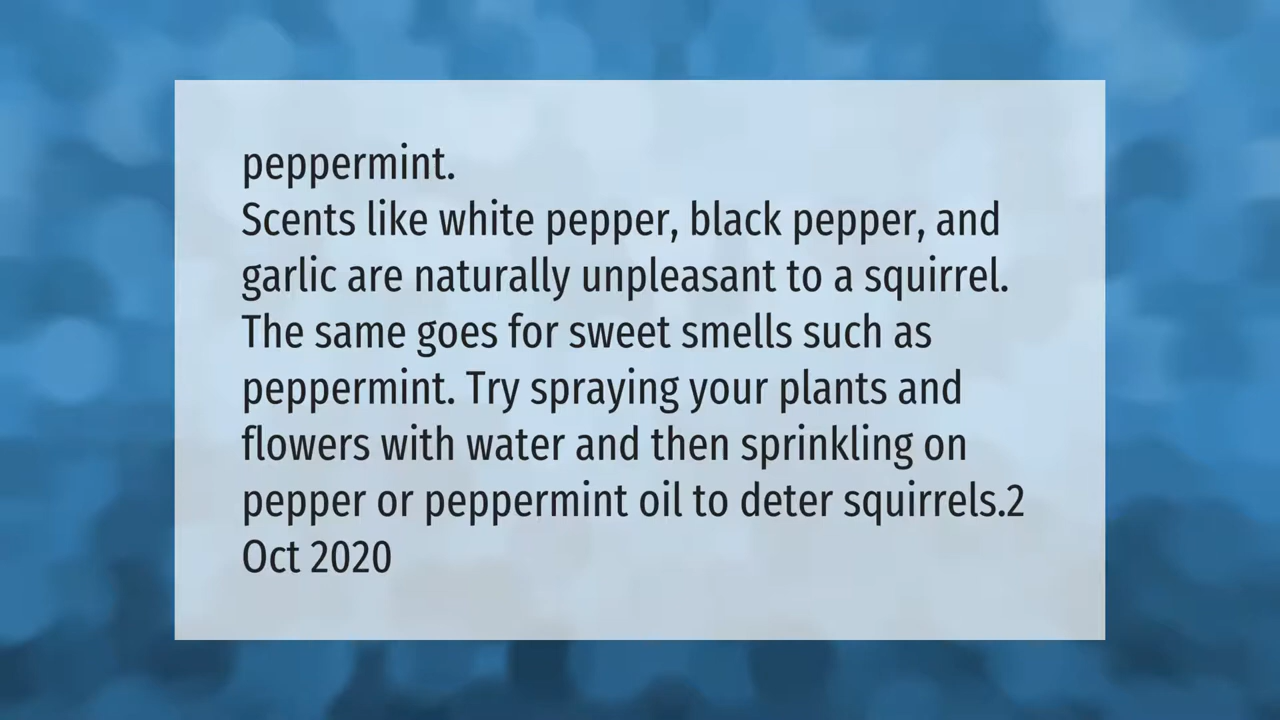 peppermint.
Scents like white pepper, black pepper, and
garlic are naturally unpleasant to a squirrel.
The same goes for sweet smells such as
peppermint. Try spraying your plants and
flowers with water and then sprinkling on
pepper or peppermint oil to deter squirrels.2
Oct 2020